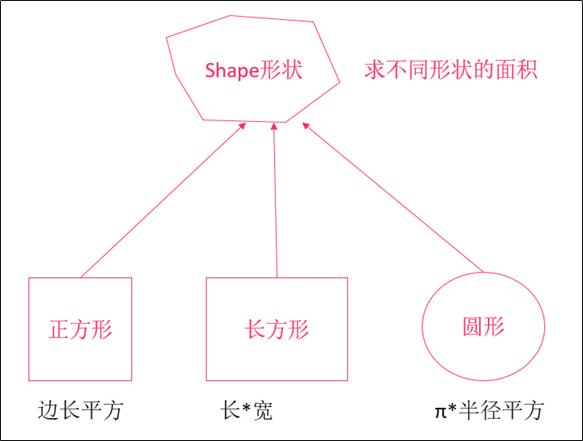 Shape形状
求不同形状的面积
正方形
长方形
圆形
边长平方
长*宽
π*半径平方